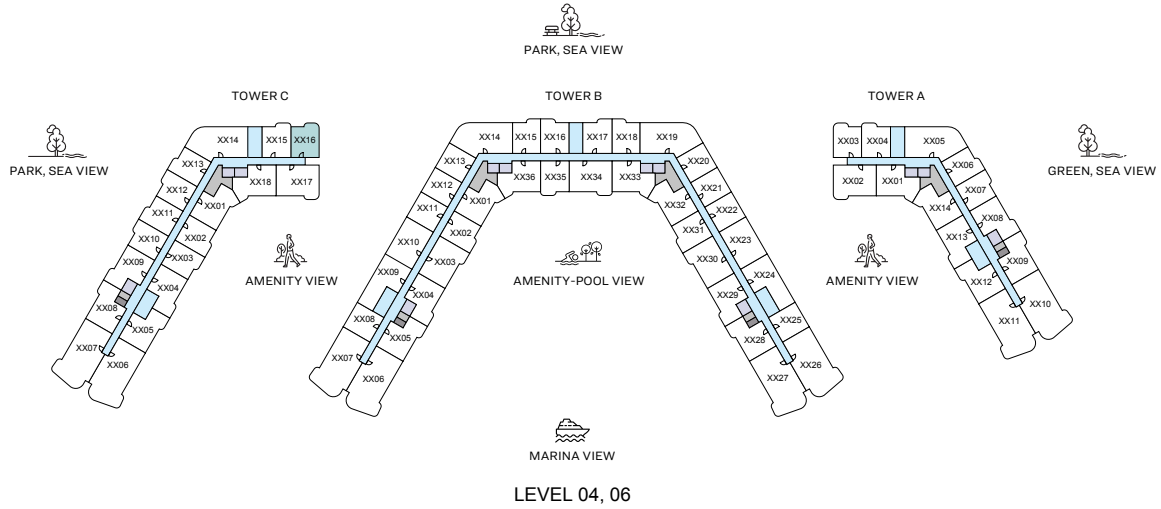 PARK, SEA VIEW
TOWER C
TOWER B
TOWER A
XX14
XX15
XX16
XX13
XX12
XX11
XX10
XX09
XX08
XX07
XX06
XX05
XX04
XX03
XX02
XX01
XX18
XX17
PARK, SEA VIEW
AMENITY VIEW
XX14
XX15
XX16
XX17
XX18
XX19
XX13
XX12
XX11
XX10
XX09
XX08
XX07
XX06
XX05
XX04
XX03
XX02
XX01
XX36
XX35
XX34
XX33
XX32
XX31
XX30
XX29
XX28
XX27
XX26
XX25
XX24
XX23
XX22
XX21
XX20
AMENITY-POOL VIEW
AMENITY VIEW
XX03
XX04
XX05
XX02
XX01
XX06
XX07
XX08
XX09
XX10
XX11
XX12
XX13
XX14
GREEN, SEA VIEW
MARINA VIEW
LEVEL 04, 06